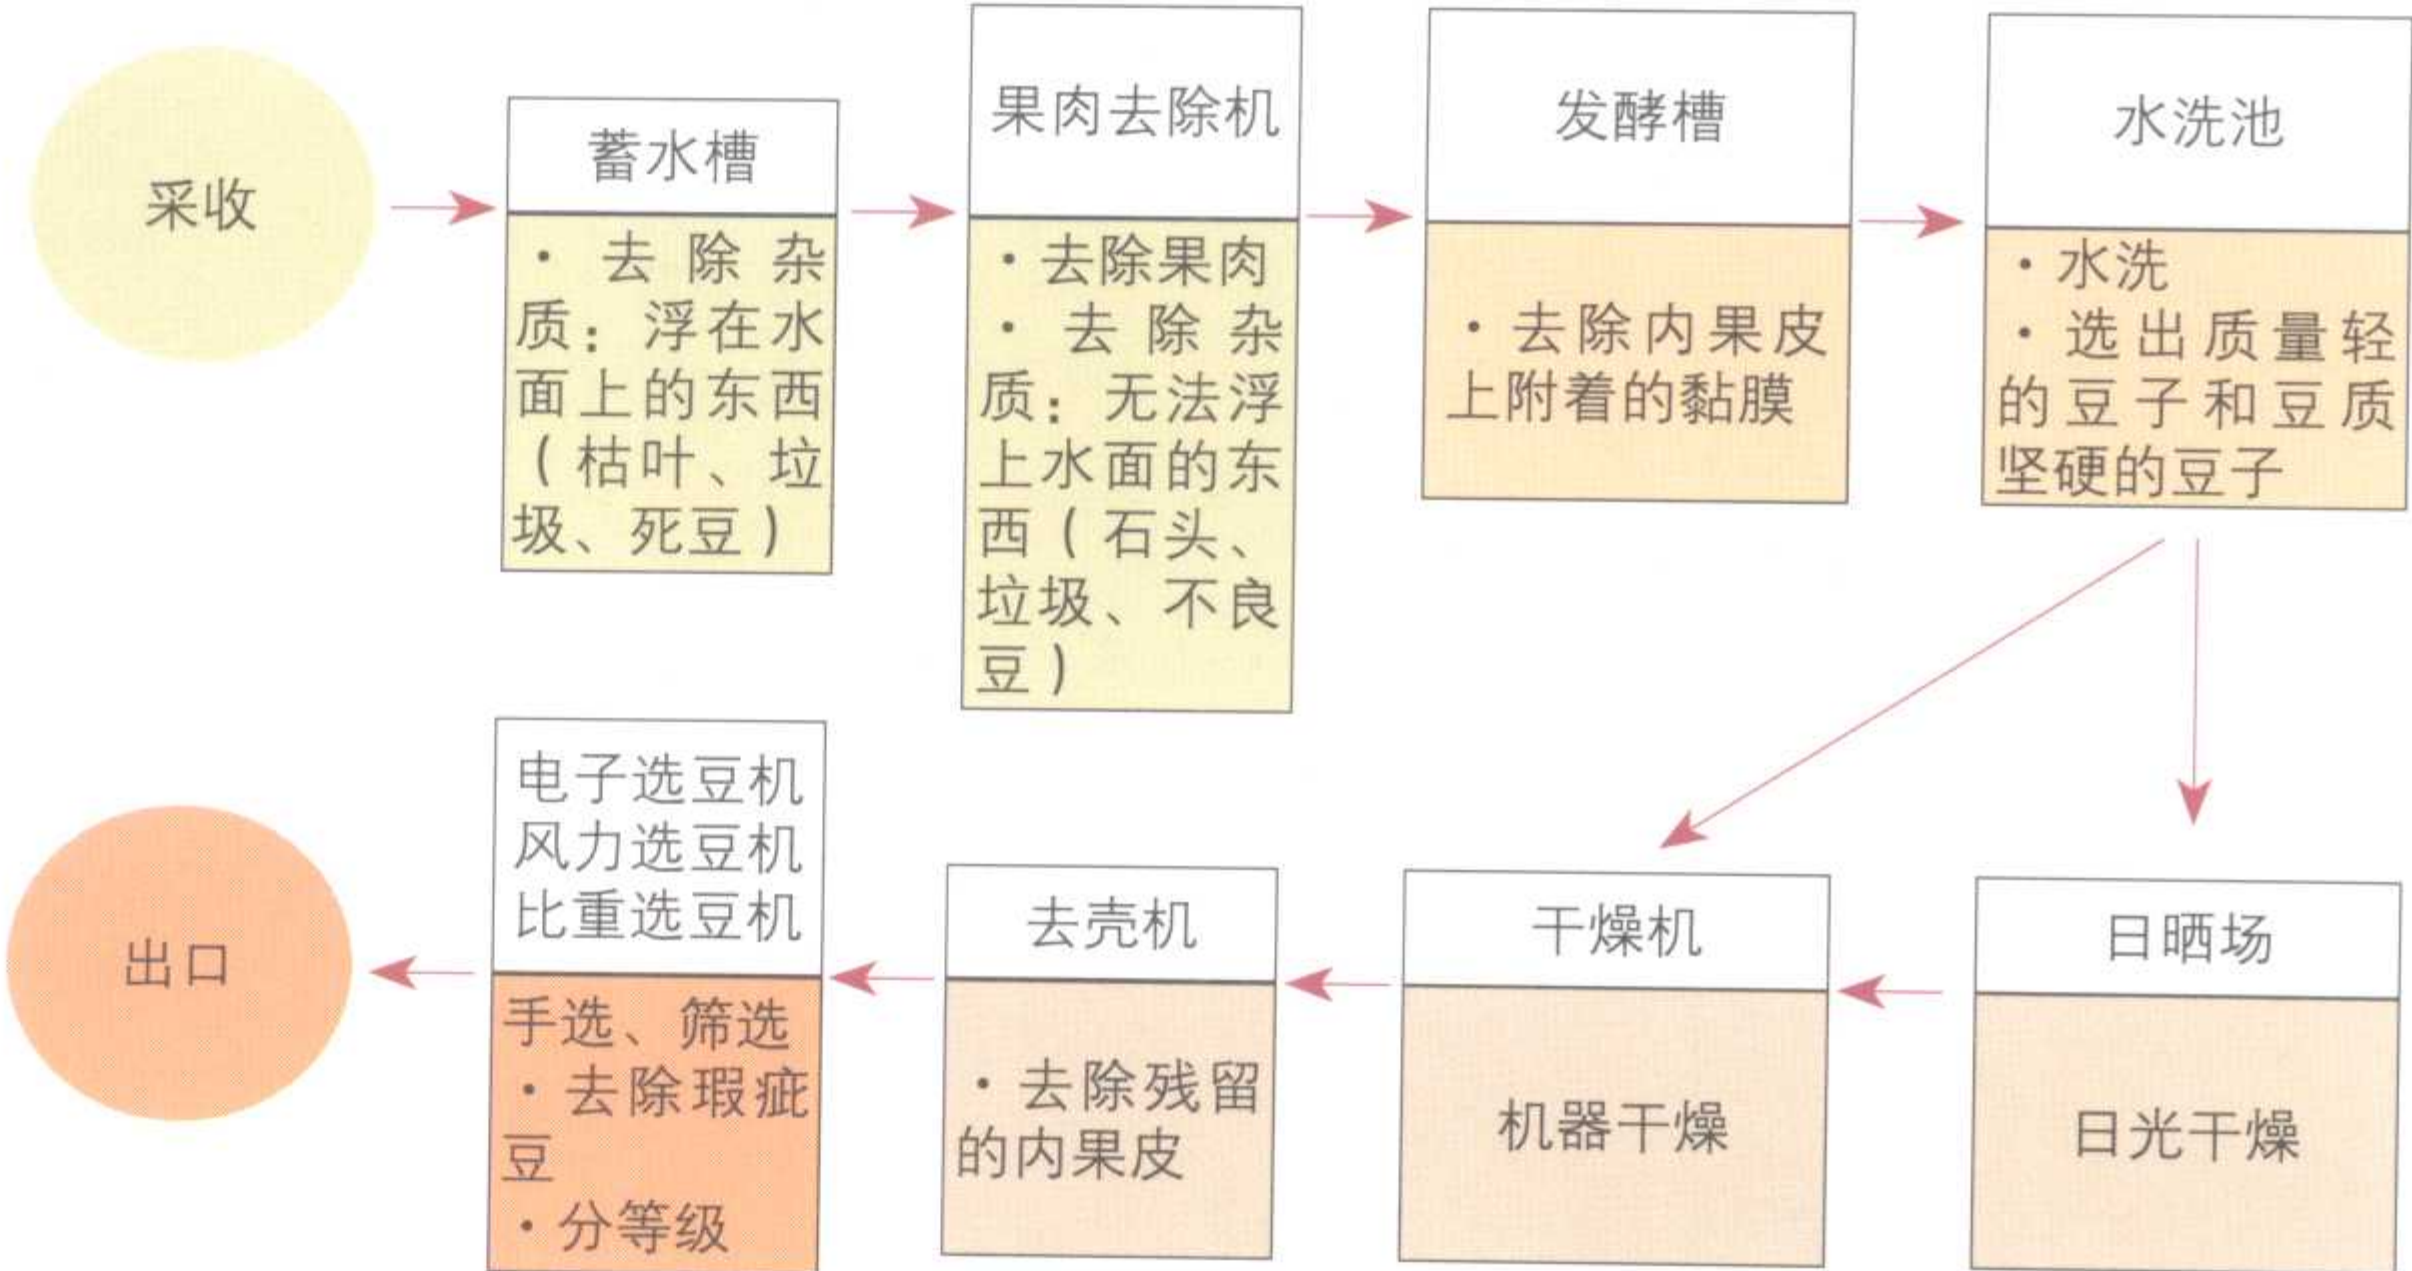 采收
蓄水槽
· 去除杂
质：浮在水
面上的东西
（枯叶、垃
圾、死豆）
果肉去除机
· 去除果肉
· 去除杂
质：无法浮
上水面的东
西（石头、
垃圾、不良
豆）
发酵槽
· 去除内果皮
上附着的黏膜
水洗池
· 水洗
· 选出质量轻
的豆子和豆质
坚硬的豆子
日晒场
日光干燥
干燥机
机器干燥
去壳机
· 去除残留
的内果皮
电子选豆机
风力选豆机
比重选豆机
手选、筛选
· 去除瑕疵
豆
· 分等级
出口